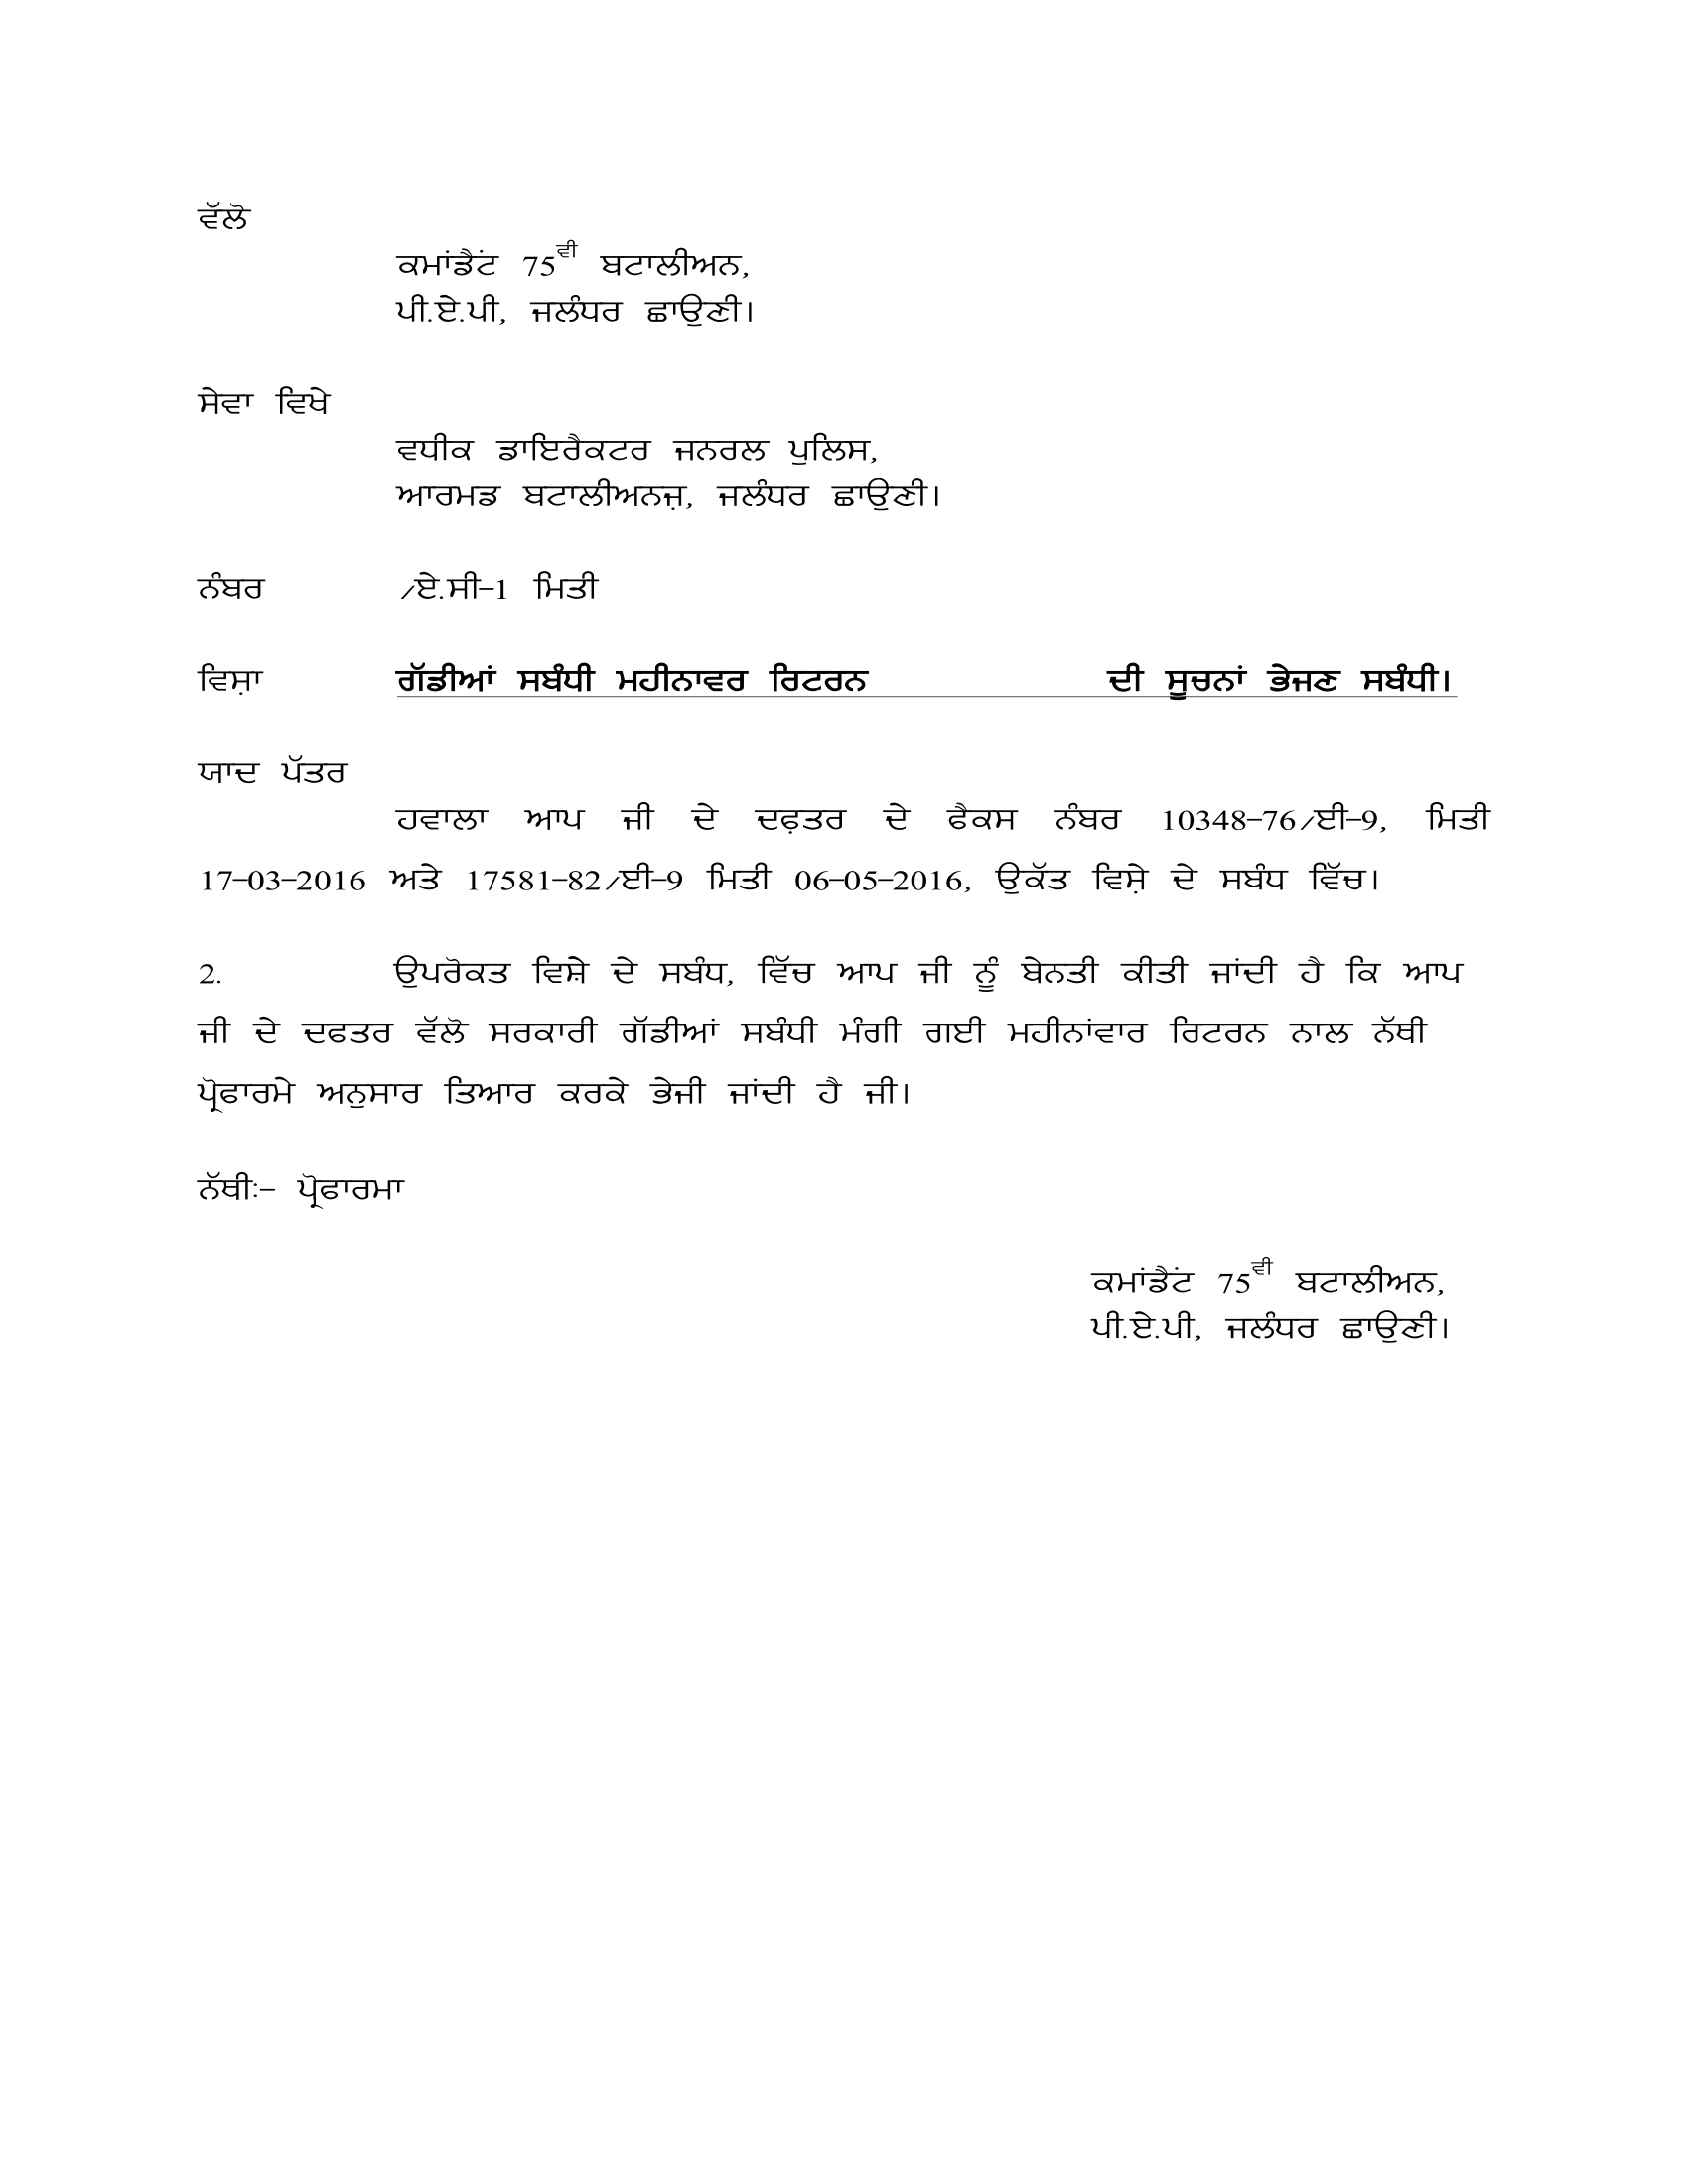 ਵੱਲੋ
ਕਮਾਂਡੈਂਟ 75ਵੀ ਬਟਾਲੀਅਨ,
ਪੀ.ਏ.ਪੀ, ਜਲੰਧਰ ਛਾਉਣੀ।
ਸੇਵਾ ਵਿਖੇ
ਵਧੀਕ ਡਾਇਰੈਕਟਰ ਜਨਰਲ ਪੁਲਿਸ,
ਆਰਮਡ ਬਟਾਲੀਅਨਜ਼, ਜਲੰਧਰ ਛਾਉਣੀ।
ਨੰਬਰ /ਏ.ਸੀ-1 ਮਿਤੀ
ਵਿਸ਼ਾ ਗੱਡੀਆਂ ਸਬੰਧੀ ਮਹੀਨਾਵਰ ਰਿਟਰਨ ਦੀ ਸੂਚਨਾਂ ਭੇਜਣ ਸਬੰਧੀ।
ਯਾਦ ਪੱਤਰ
ਹਵਾਲਾ ਆਪ ਜੀ ਦੇ ਦਫ਼ਤਰ ਦੇ ਫੈਕਸ ਨੰਬਰ 10348-76/ਈ-9, ਮਿਤੀ
17-03-2016 ਅਤੇ 17581-82/ਈ-9 ਮਿਤੀ 06-05-2016, ਉਕੱਤ ਵਿਸ਼ੇ ਦੇ ਸਬੰਧ ਵਿੱਚ।
2. ਉਪਰੋਕਤ ਵਿਸ਼ੇ ਦੇ ਸਬੰਧ, ਵਿੱਚ ਆਪ ਜੀ ਨੂੰ ਬੇਨਤੀ ਕੀਤੀ ਜਾਂਦੀ ਹੈ ਕਿ ਆਪ
ਜੀ ਦੇ ਦਫਤਰ ਵੱਲੋ ਸਰਕਾਰੀ ਗੱਡੀਆਂ ਸਬੰਧੀ ਮੰਗੀ ਗਈ ਮਹੀਨਾਂਵਾਰ ਰਿਟਰਨ ਨਾਲ ਨੱਥੀ
ਪ੍ਰੋਫਾਰਮੇ ਅਨੁਸਾਰ ਤਿਆਰ ਕਰਕੇ ਭੇਜੀ ਜਾਂਦੀ ਹੈ ਜੀ।
ਨੱਥੀਃ- ਪ੍ਰੋਫਾਰਮਾ
ਕਮਾਂਡੈਂਟ 75ਵੀ ਬਟਾਲੀਅਨ,
ਪੀ.ਏ.ਪੀ, ਜਲੰਧਰ ਛਾਉਣੀ।